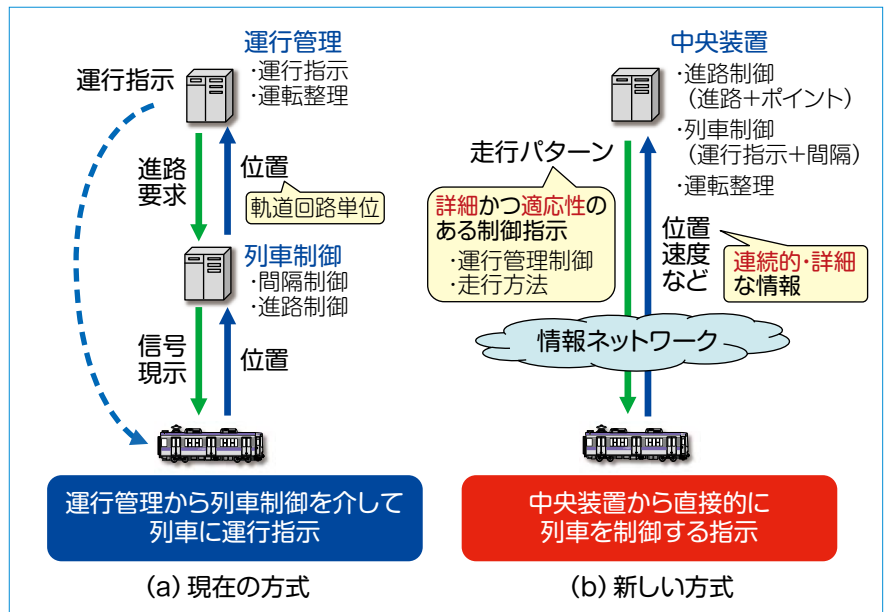 運行管理
・運行指示
・運転整理
運行指示
進路
要求
位置
軌道回路単位
列車制御
・間隔制御
・進路制御
信号
現示
位置
運行管理から列車制御を介して
列車に運行指示
(a) 現在の方式
中央装置
・進路制御
（進路＋ポイント）
・列車制御
（運行指示＋間隔）
・運転整理
走行パターン
詳細かつ適応性の
ある制御指示
・運行管理制御
・走行方法
位置
速度
など
連続的・詳細
な情報
情報ネットワーク
中央装置から直接的に
列車を制御する指示
(b) 新しい方式